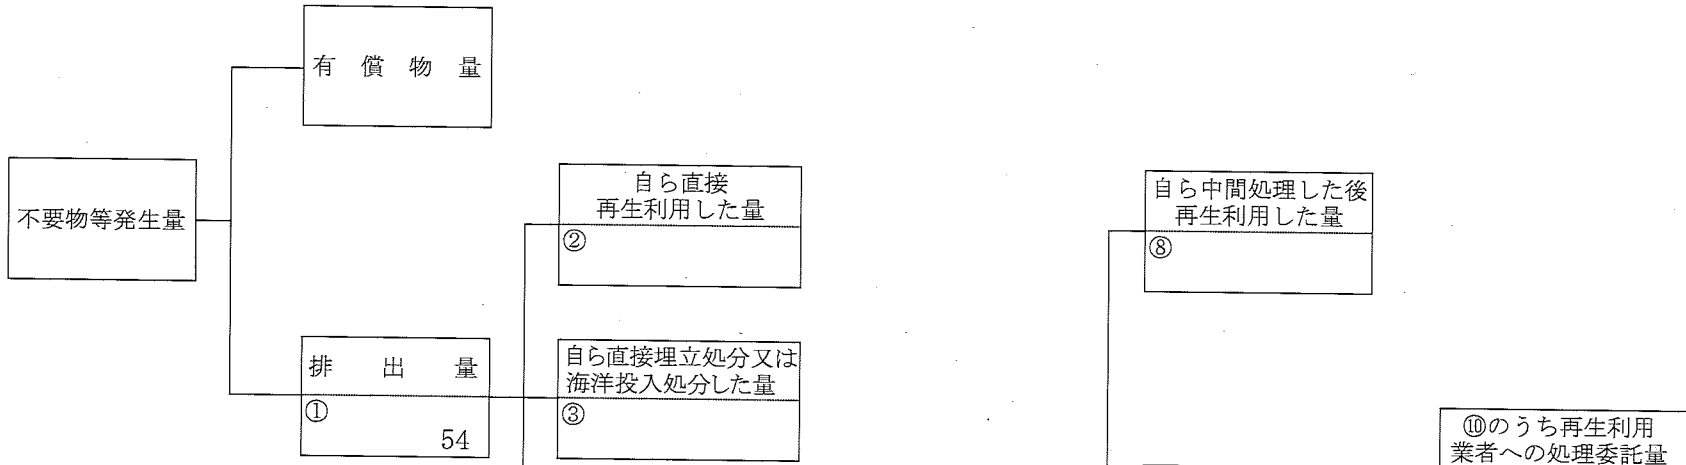 有償物量
不要物等発生量
自ら直接
再生利用した量
②
自ら中間処理した後
再生利用した量
⑧
排出量
①
54
自ら直接埋立処分又は
海洋投入処分した量
③
⑩のうち再生利用
業者への処理委託量